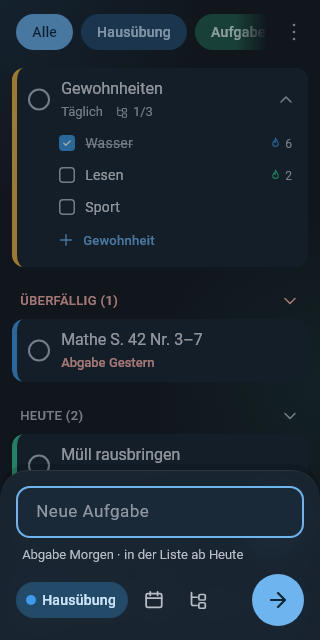 Alle
Hausübung
Aufgabe
Gewohnheiten
Täglich 1/3
Wasser 6
Lesen 2
Sport
+ Gewohnheit
ÜBERFÄLLIG (1)
Mathe S. 42 Nr. 3–7
Abgabe Gestern
HEUTE (2)
Müll rausbringen
Neue Aufgabe
Abgabe Morgen · in der Liste ab Heute
Hausübung